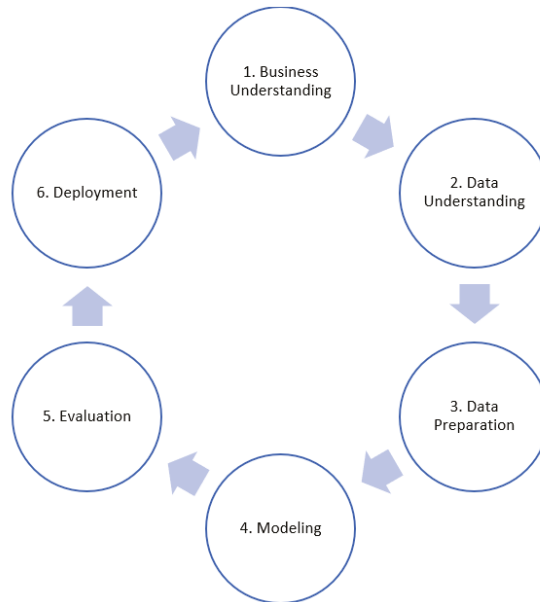 1. Business
Understanding
2. Data
Understanding
3. Data
Preparation
4. Modeling
5. Evaluation
6. Deployment